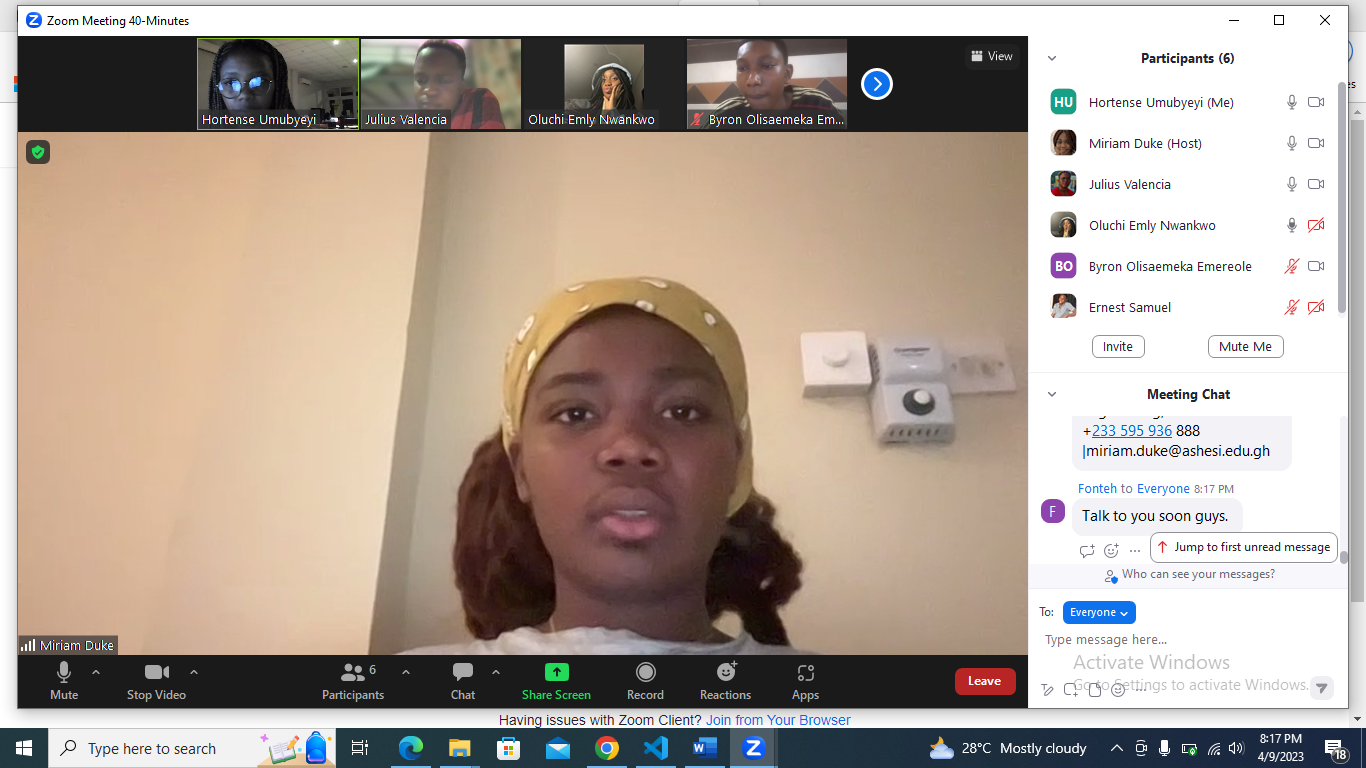 Zoom Meeting 40-Minutes
Hortense Umubyeyi
Julius Valencia
Oluchi Emly Nwankwo
Byron Olisaemeka Em...
View
Miriam Duke
Participants (6)
HU Hortense Umubyeyi (Me)
Miriam Duke (Host)
Julius Valencia
Oluchi Emly Nwankwo
BO Byron Olisaemeka Emereole
Ernest Samuel
Invite Mute Me
Meeting Chat
+233 595 936 888
|miriam.duke@ashesi.edu.gh
Fonteh to Everyone 8:17 PM
F Talk to you soon guys.
Jump to first unread message
Who can see your messages?
To: Everyone
Type message here...
Activate Windows
Go to Settings to activate Windows.
Mute Stop Video Participants 6 Chat Share Screen Record Reactions Apps Leave
Having issues with Zoom Client? Join from Your Browser
Type here to search
28°C Mostly cloudy
8:17 PM
4/9/2023
18